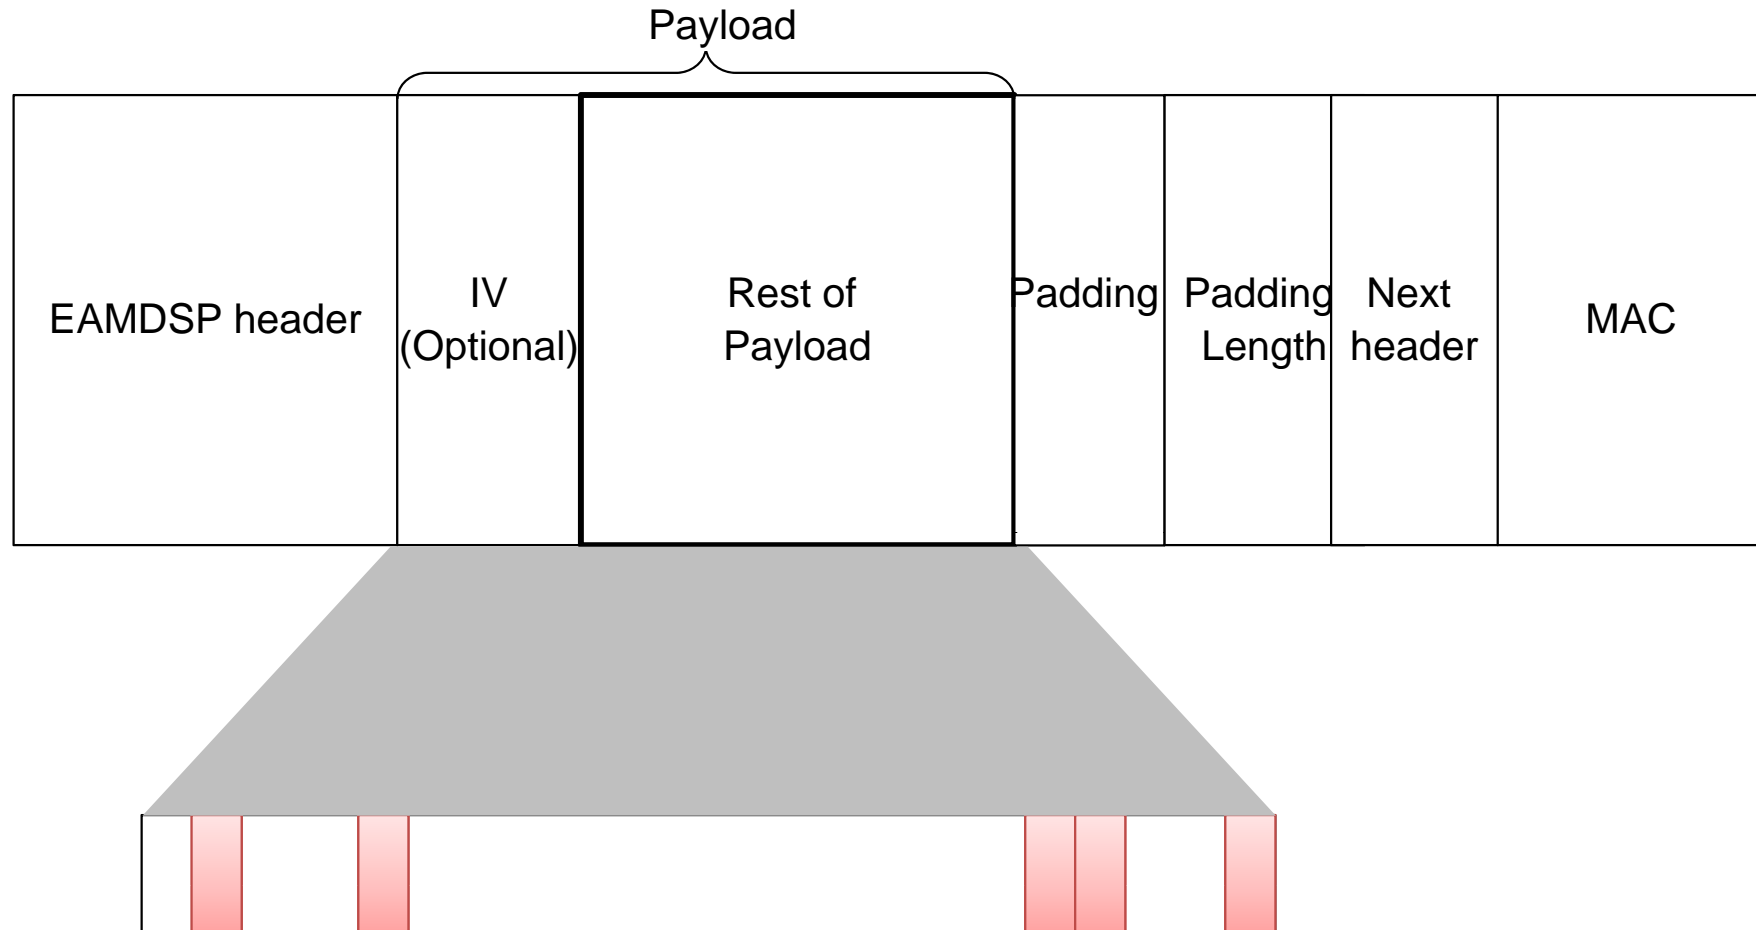 Payload
EAMDSP header
IV
(Optional)
Rest of
Payload
Padding
Padding
Length
Next
header
MAC